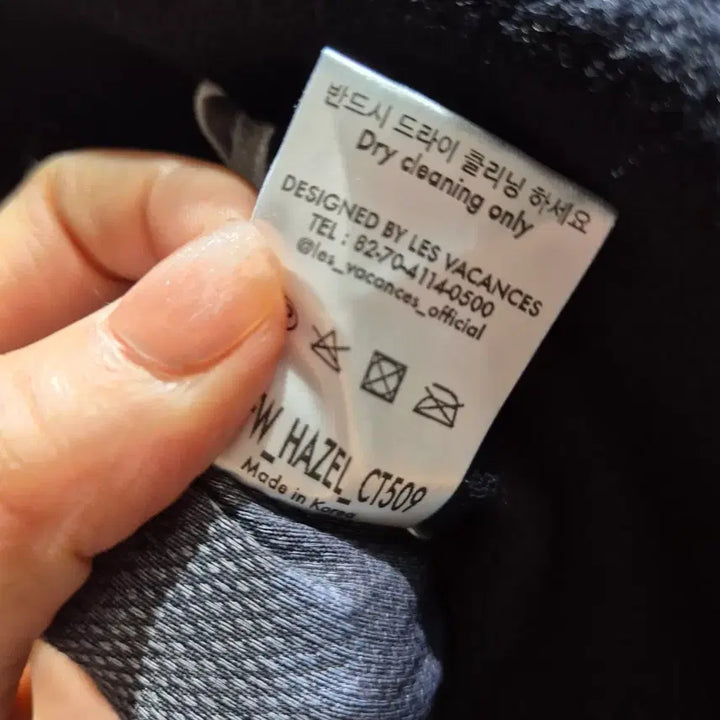 반드시 드라이 클리닝 하세요
Dry cleaning only
DESIGNED BY LES VACANCES
TEL : 82-70-4114-0500
@les_vacances_official
W_HAZEL_CT509
Made in Korea